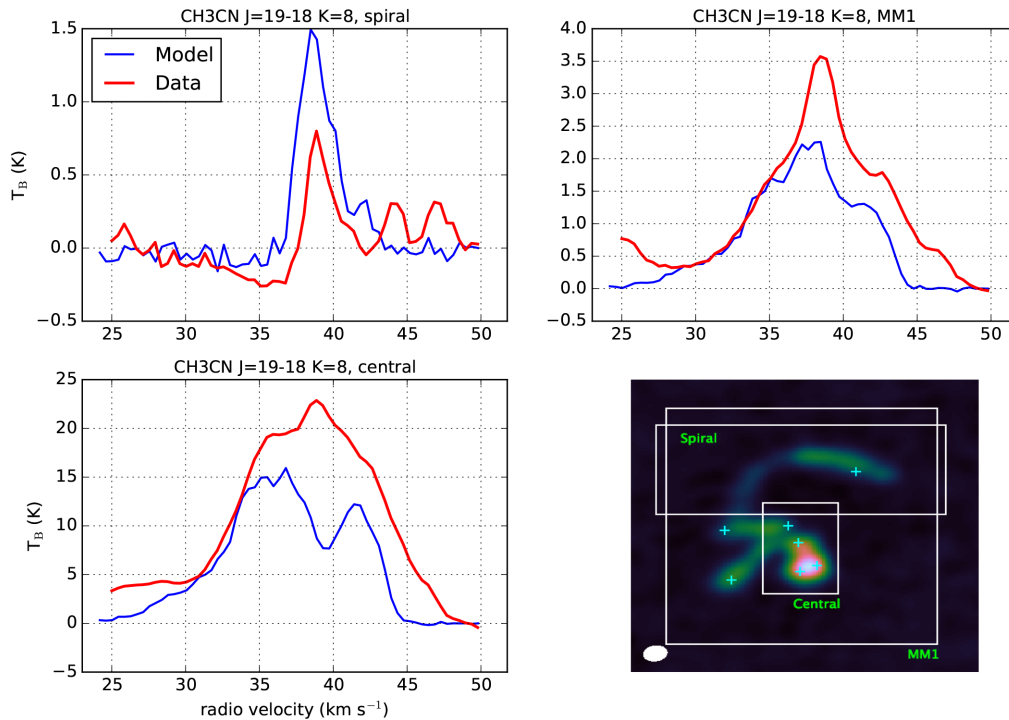 CH3CN J=19-18 K=8, spiral
1.5
1.0
0.5
0.0
−0.5
T_B (K)
Model
Data
25 30 35 40 45 50
CH3CN J=19-18 K=8, MM1
4.0
3.5
3.0
2.5
2.0
1.5
1.0
0.5
0.0
−0.5
25 30 35 40 45 50
CH3CN J=19-18 K=8, central
25
20
15
10
5
0
−5
T_B (K)
25 30 35 40 45 50
radio velocity (km s⁻¹)
Spiral
Central
MM1